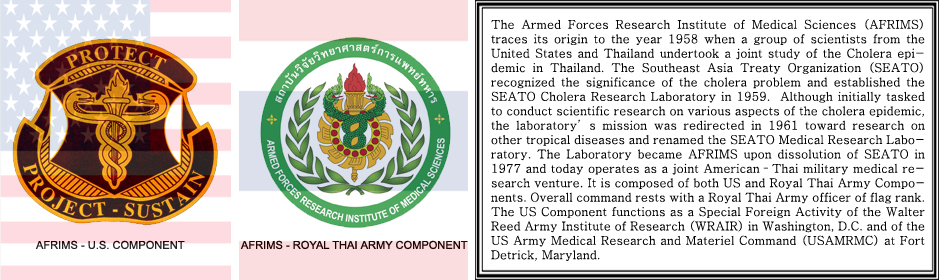 PROTECT
PROJECT - SUSTAIN
AFRIMS - U.S. COMPONENT
สถาบันวิจัยวิทยาศาสตร์การแพทย์ทหาร
ARMED FORCES RESEARCH INSTITUTE OF MEDICAL SCIENCES
AFRIMS - ROYAL THAI ARMY COMPONENT
The Armed Forces Research Institute of Medical Sciences (AFRIMS)
traces its origin to the year 1958 when a group of scientists from the
United States and Thailand undertook a joint study of the Cholera epi-
demic in Thailand. The Southeast Asia Treaty Organization (SEATO)
recognized the significance of the cholera problem and established the
SEATO Cholera Research Laboratory in 1959. Although initially tasked
to conduct scientific research on various aspects of the cholera epidemic,
the laboratory's mission was redirected in 1961 toward research on
other tropical diseases and renamed the SEATO Medical Research Labo-
ratory. The Laboratory became AFRIMS upon dissolution of SEATO in
1977 and today operates as a joint American-Thai military medical re-
search venture. It is composed of both US and Royal Thai Army Compo-
nents. Overall command rests with a Royal Thai Army officer of flag rank.
The US Component functions as a Special Foreign Activity of the Walter
Reed Army Institute of Research (WRAIR) in Washington, D.C. and of the
US Army Medical Research and Materiel Command (USAMRMC) at Fort
Detrick, Maryland.